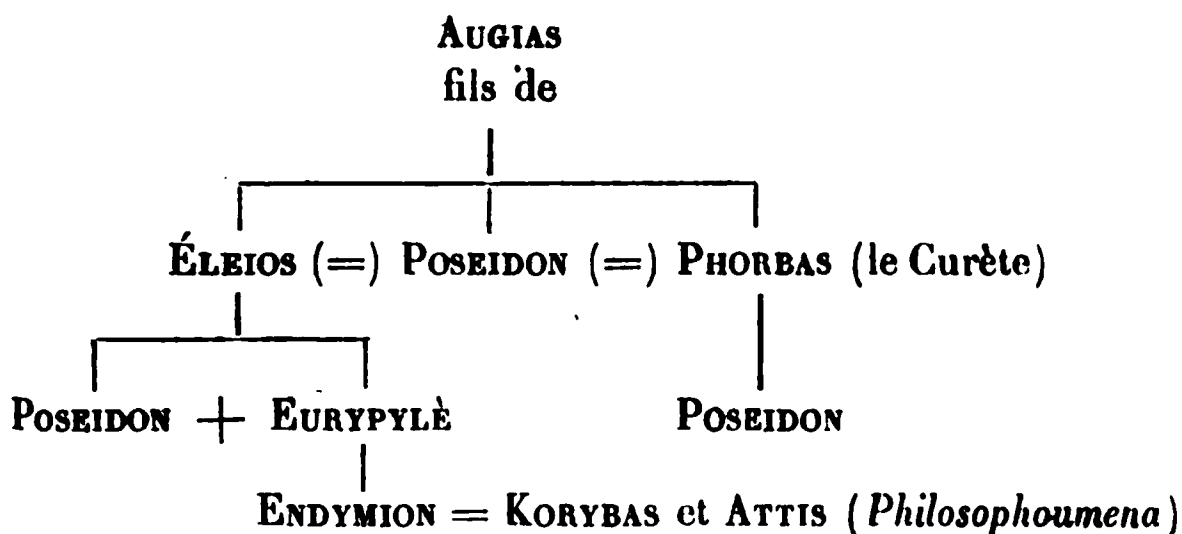 AUGIAS
fils de
ÉLEIOS (=) POSEIDON (=) PHORBAS (le Curète)
POSEIDON + EURYPYLÈ POSEIDON
ENDYMION = KORYBAS et ATTIS (Philosophoumena)